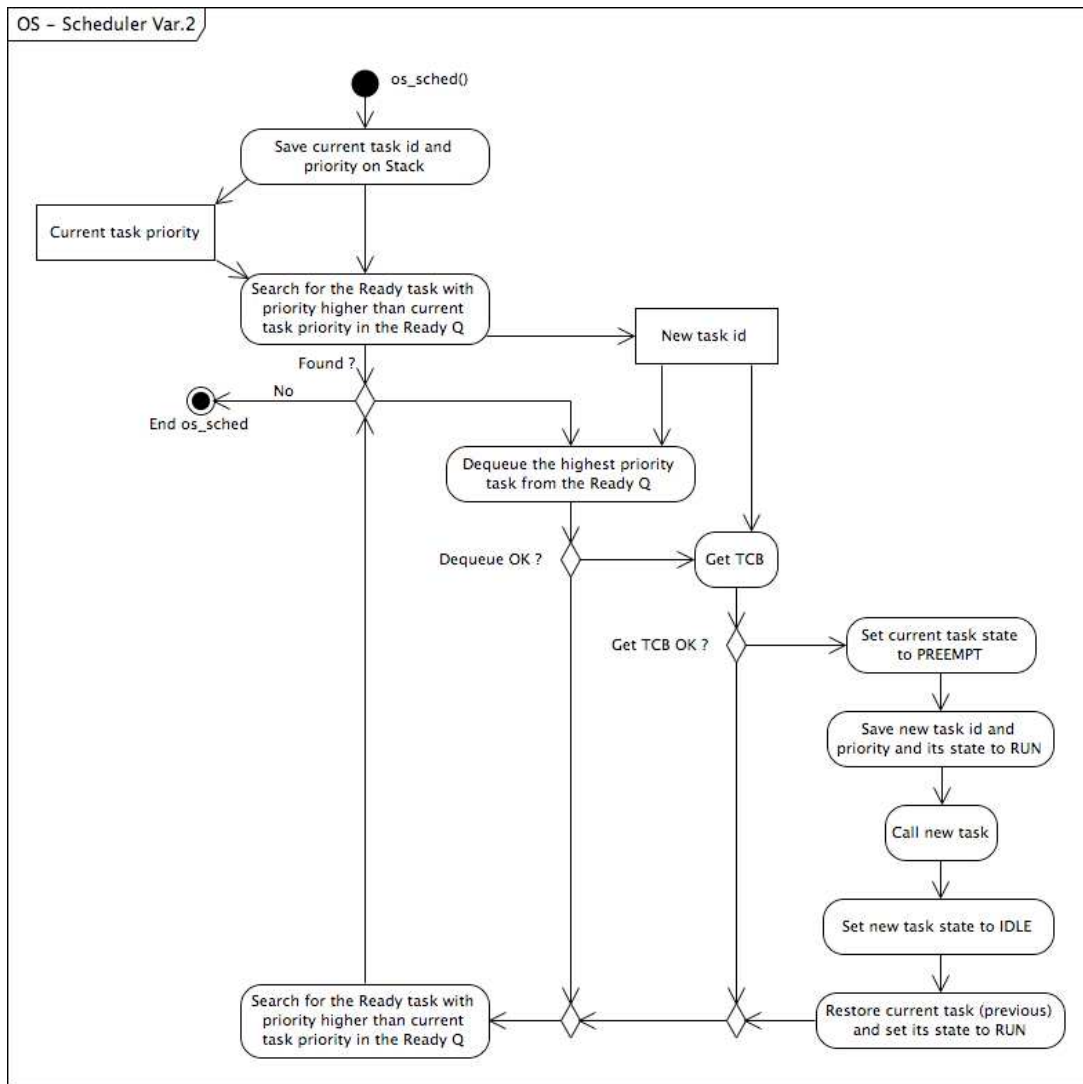 OS - Scheduler Var.2
os_sched()
Save current task id and
priority on Stack
Current task priority
Search for the Ready task with
priority higher than current
task priority in the Ready Q
New task id
Found ?
No
End os_sched
Dequeue the highest priority
task from the Ready Q
Dequeue OK ?
Get TCB
Get TCB OK ?
Set current task state
to PREEMPT
Save new task id and
priority and its state to RUN
Call new task
Set new task state to IDLE
Search for the Ready task with
priority higher than current
task priority in the Ready Q
Restore current task (previous)
and set its state to RUN